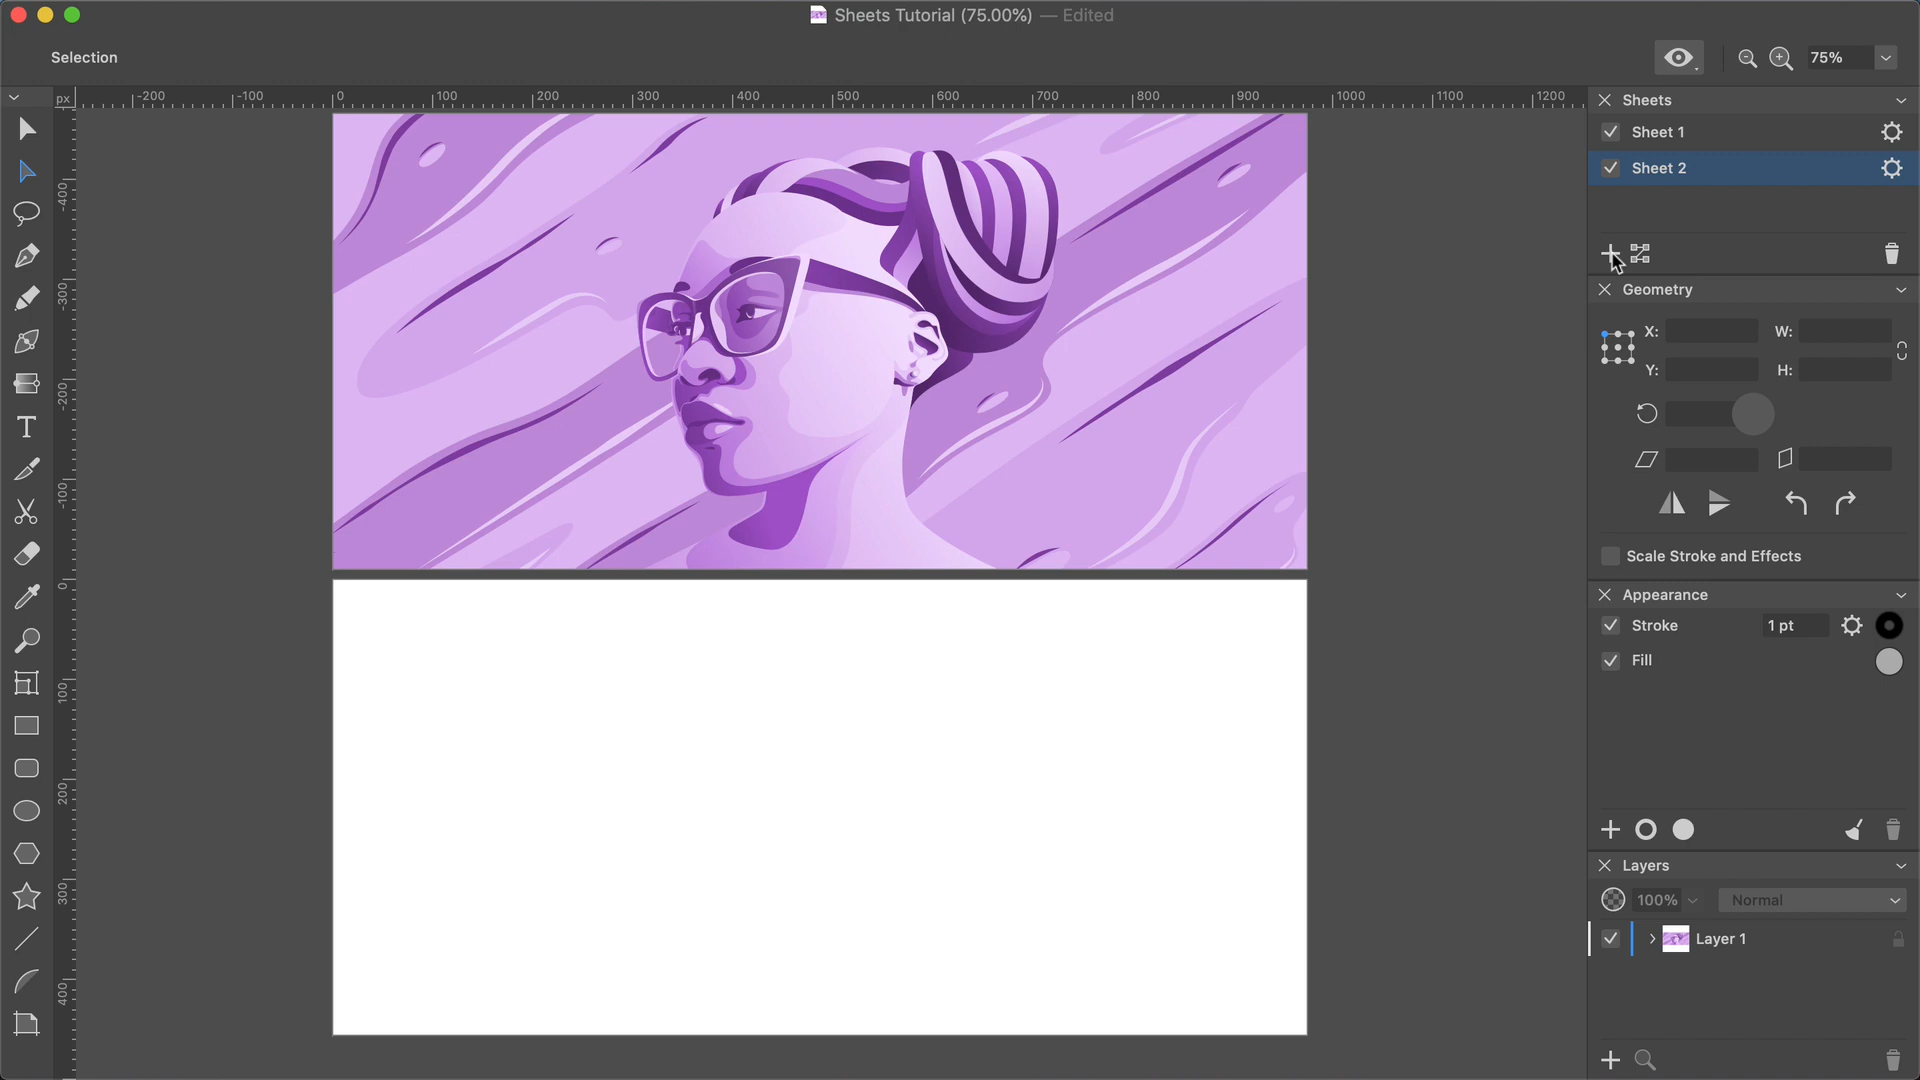 Sheets Tutorial (75.00%) — Edited
Selection
75%
px
-200 -100 0 100 200 300 400 500 600 700 800 900 1000 1100 1200
-400
-300
-200
-100
0
100
200
300
400
Sheets
Sheet 1
Sheet 2
Geometry
X: W:
Y: H:
Scale Stroke and Effects
Appearance
Stroke 1 pt
Fill
Layers
100% Normal
Layer 1